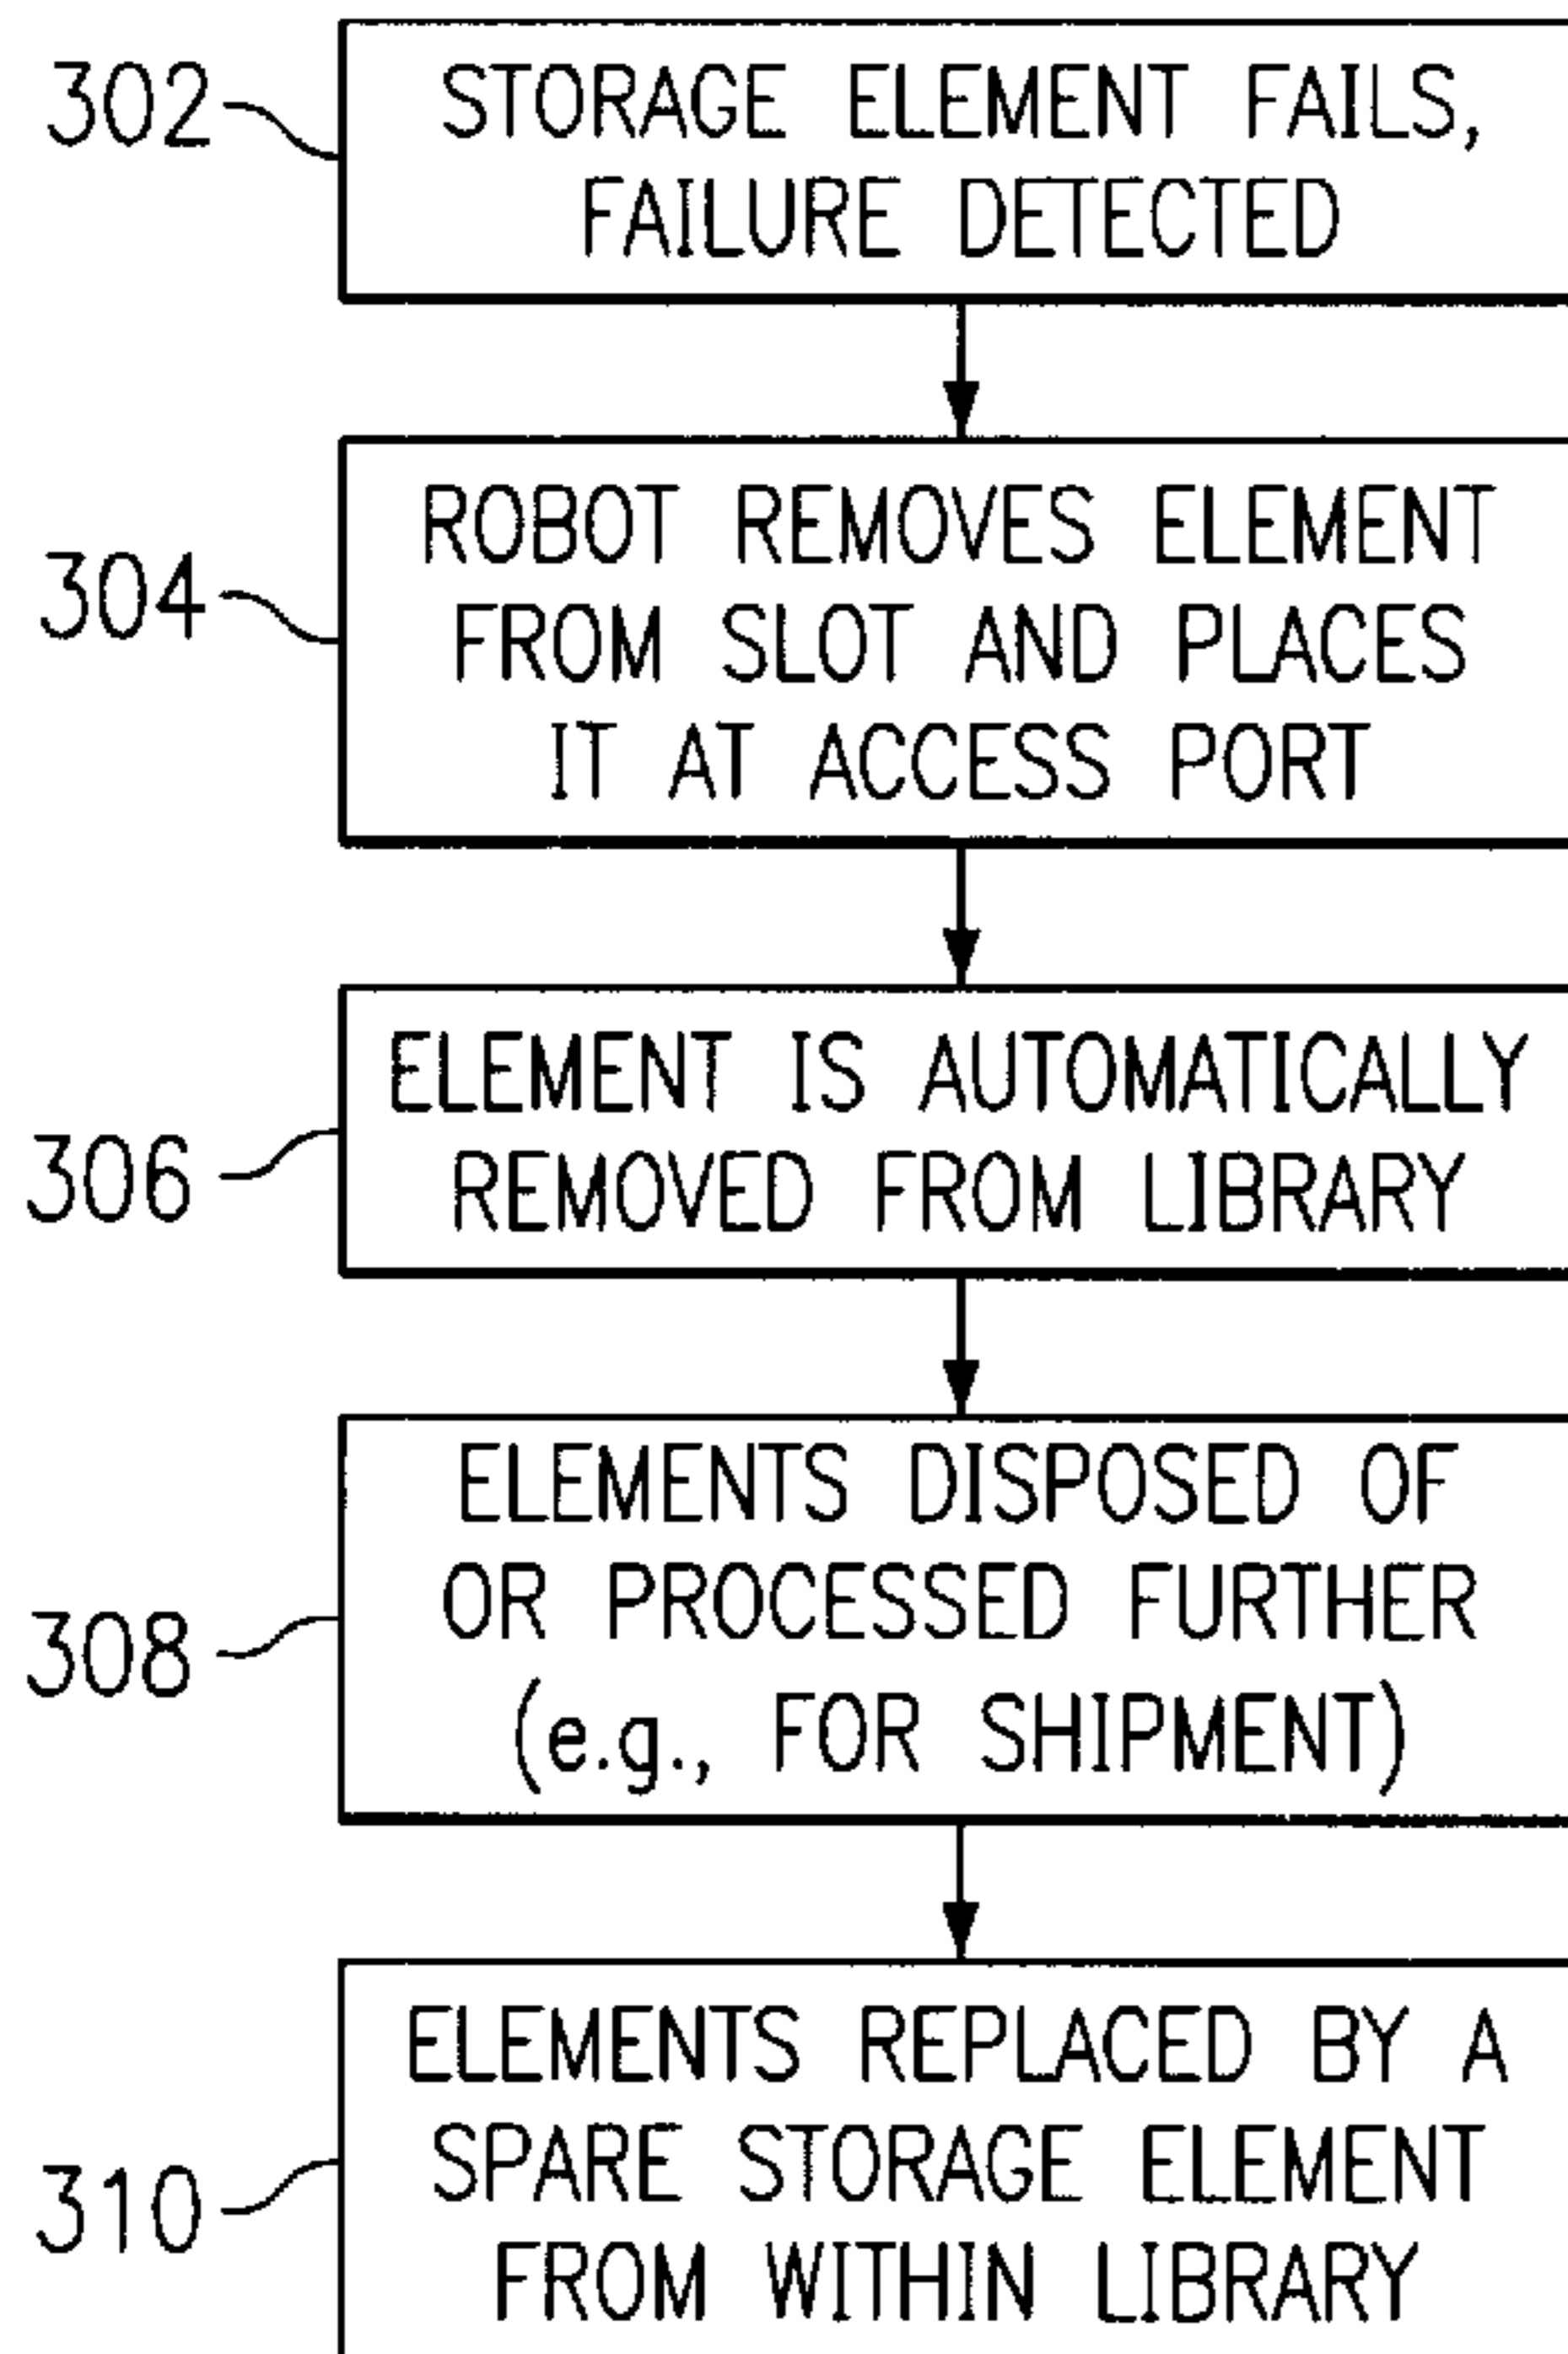 302
STORAGE ELEMENT FAILS,
FAILURE DETECTED
304
ROBOT REMOVES ELEMENT
FROM SLOT AND PLACES
IT AT ACCESS PORT
306
ELEMENT IS AUTOMATICALLY
REMOVED FROM LIBRARY
308
ELEMENTS DISPOSED OF
OR PROCESSED FURTHER
(e.g., FOR SHIPMENT)
310
ELEMENTS REPLACED BY A
SPARE STORAGE ELEMENT
FROM WITHIN LIBRARY